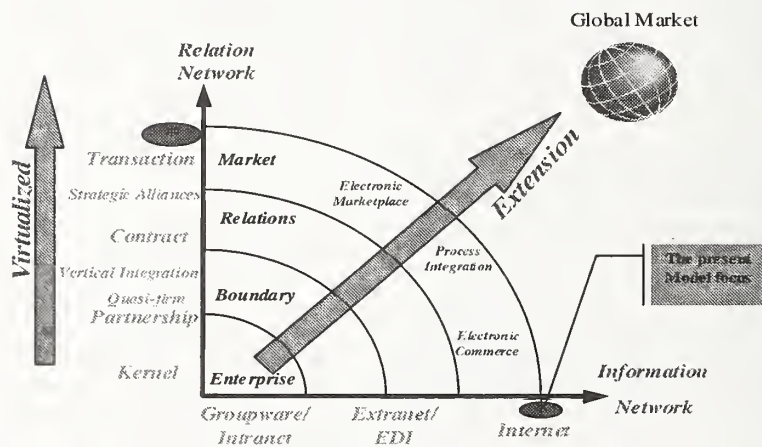 Global Market
Relation
Network
Virtualized
Transaction
Market
Strategic Alliances
Electronic
Marketplace
Extension
Relations
Contract
Process
Integration
The present
Model focus
Vertical Integration
Quasi-firm
Boundary
Partnership
Electronic
Commerce
Kernel
Enterprise
Information
Network
Groupware/
Intranet
Extranet/
EDI
Internet